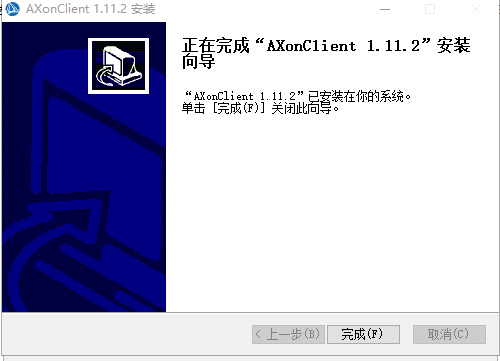 AXonClient 1.11.2 安装
正在完成“AXonClient 1.11.2”安装
向导
“AXonClient 1.11.2”已安装在你的系统。
单击 [完成(F)] 关闭此向导。
< 上一步(B)
完成(F)
取消(C)